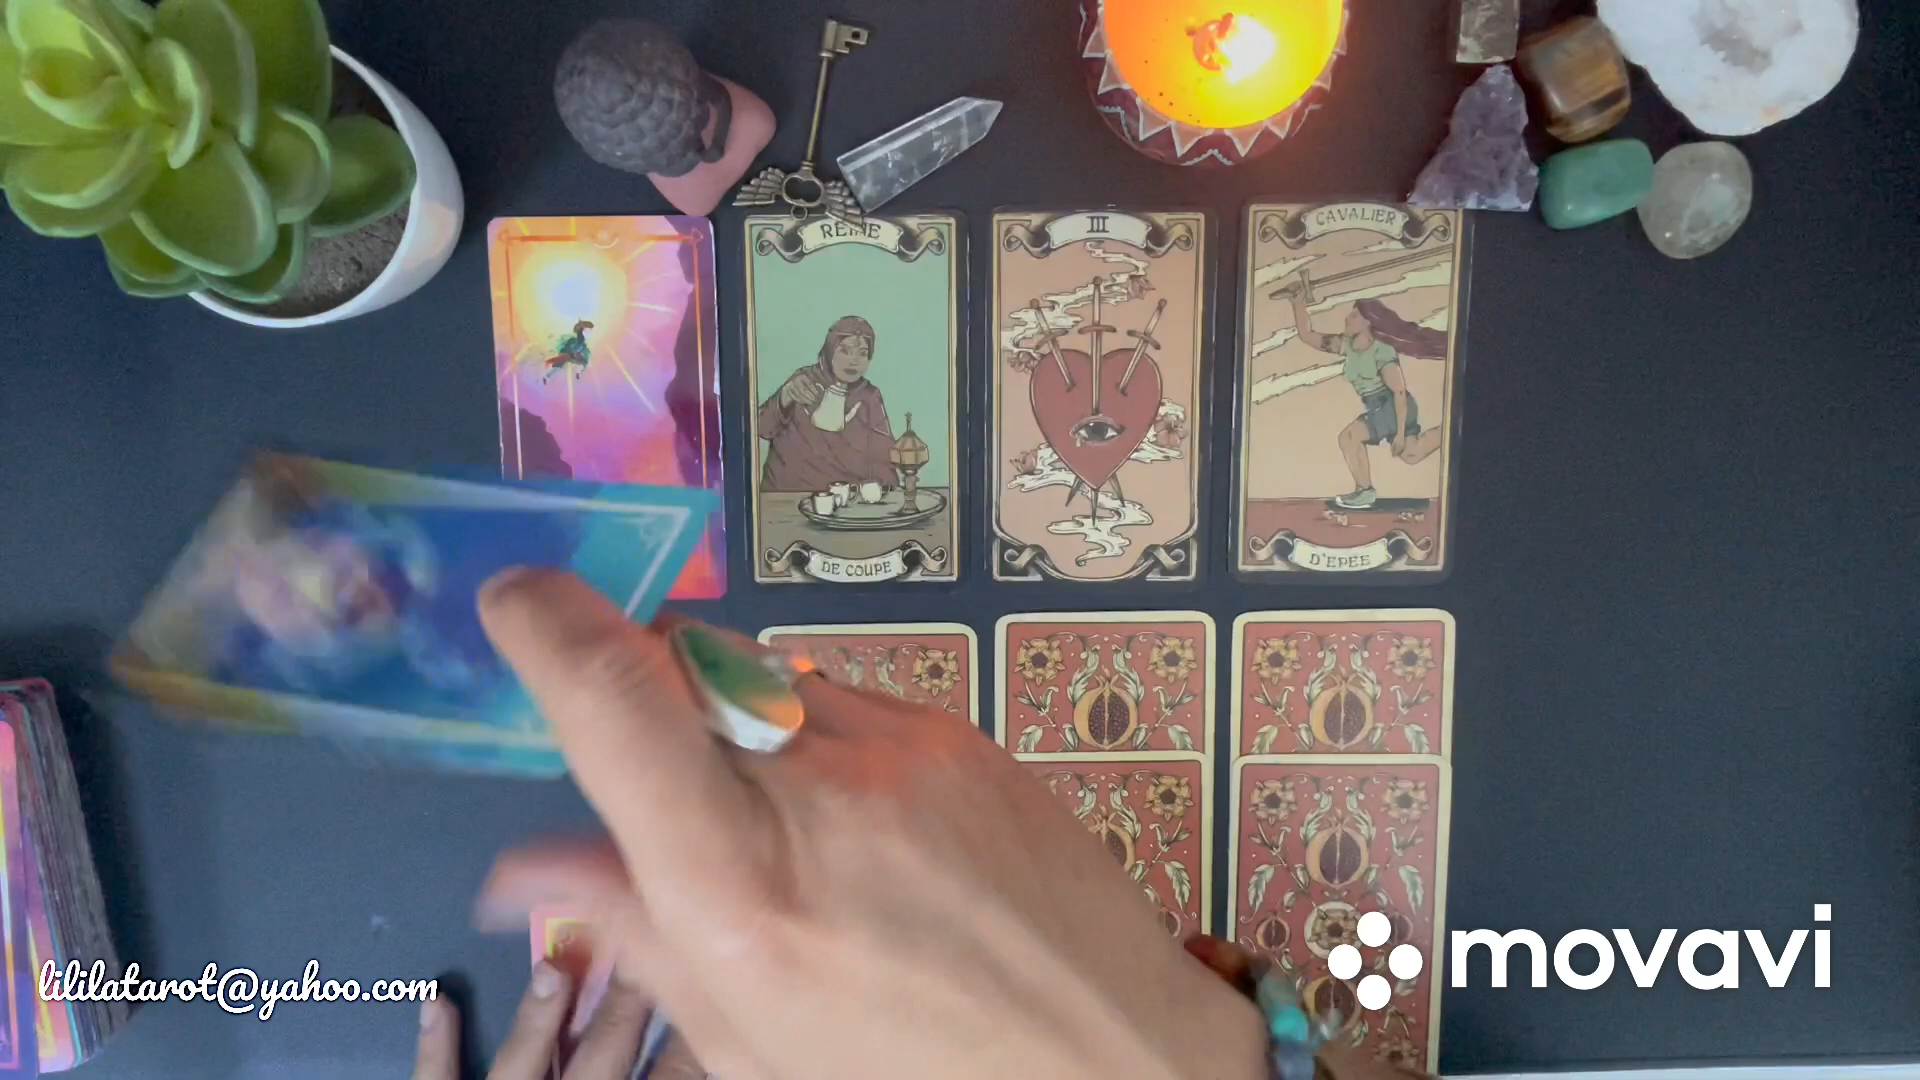 REINE
III
CAVALIER
DE COUPE
D'EPEE
lililatarot@yahoo.com
movavi